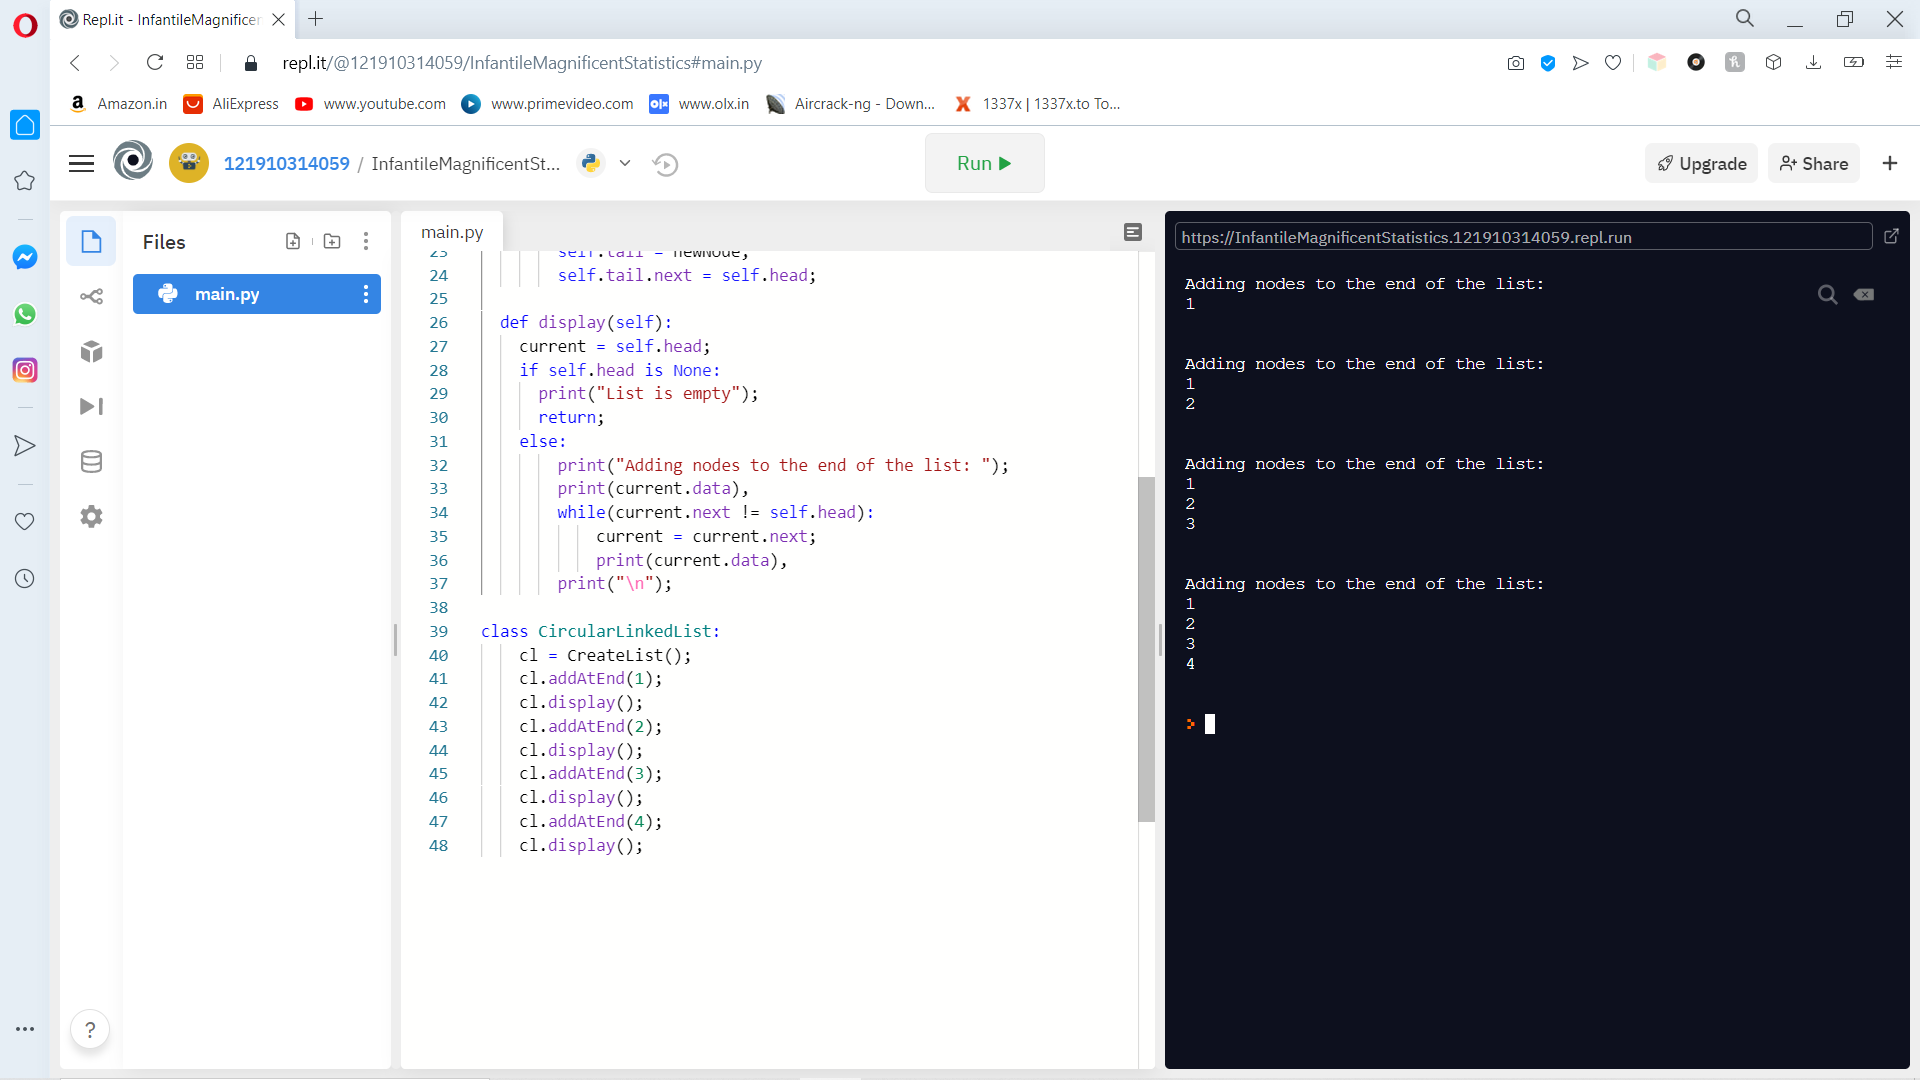 Repl.it - InfantileMagnificen
repl.it/@121910314059/InfantileMagnificentStatistics#main.py
Amazon.in
AliExpress
www.youtube.com
www.primevideo.com
www.olx.in
Aircrack-ng - Down...
1337x | 1337x.to To...
121910314059 / InfantileMagnificentSt...
Run
Upgrade
Share
Files
main.py
main.py
23 self.tail = newNode;
24 self.tail.next = self.head;
25
26 def display(self):
27 current = self.head;
28 if self.head is None:
29 print("List is empty");
30 return;
31 else:
32 print("Adding nodes to the end of the list: ");
33 print(current.data),
34 while(current.next != self.head):
35 current = current.next;
36 print(current.data),
37 print("\n");
38
39 class CircularLinkedList:
40 cl = CreateList();
41 cl.addAtEnd(1);
42 cl.display();
43 cl.addAtEnd(2);
44 cl.display();
45 cl.addAtEnd(3);
46 cl.display();
47 cl.addAtEnd(4);
48 cl.display();
https://InfantileMagnificentStatistics.121910314059.repl.run
Adding nodes to the end of the list:
1
Adding nodes to the end of the list:
1
2
Adding nodes to the end of the list:
1
2
3
Adding nodes to the end of the list:
1
2
3
4
>
?